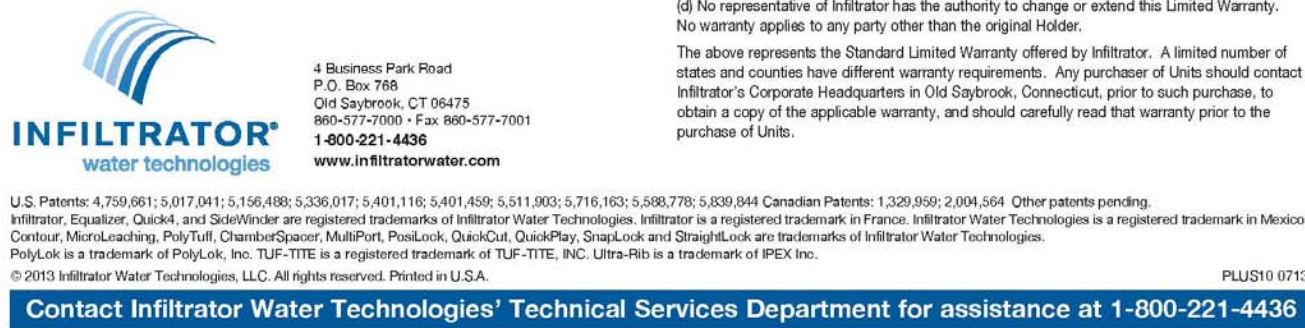 INFILTRATOR®
water technologies
4 Business Park Road
P.O. Box 768
Old Saybrook, CT 06475
860-577-7000 • Fax 860-577-7001
1-800-221-4436
www.infiltratorwater.com
(d) No representative of Infiltrator has the authority to change or extend this Limited Warranty.
No warranty applies to any party other than the original Holder.
The above represents the Standard Limited Warranty offered by Infiltrator. A limited number of
states and counties have different warranty requirements. Any purchaser of Units should contact
Infiltrator's Corporate Headquarters in Old Saybrook, Connecticut, prior to such purchase, to
obtain a copy of the applicable warranty, and should carefully read that warranty prior to the
purchase of Units.
U.S. Patents: 4,759,661; 5,017,041; 5,156,488; 5,336,017; 5,401,116; 5,401,459; 5,511,903; 5,716,163; 5,588,778; 5,839,844 Canadian Patents: 1,329,959; 2,004,564 Other patents pending.
Infiltrator, Equalizer, Quick4, and SideWinder are registered trademarks of Infiltrator Water Technologies. Infiltrator is a registered trademark in France. Infiltrator Water Technologies is a registered trademark in Mexico
Contour, MicroLeaching, PolyTuff, ChamberSpacer, MultiPort, PosiLock, QuickCut, QuickPlay, SnapLock and StraightLock are trademarks of Infiltrator Water Technologies.
PolyLok is a trademark of PolyLok, Inc. TUF-TITE is a registered trademark of TUF-TITE, INC. Ultra-Rib is a trademark of IPEX Inc.
© 2013 Infiltrator Water Technologies, LLC. All rights reserved. Printed in U.S.A.
PLUS10 0713
Contact Infiltrator Water Technologies' Technical Services Department for assistance at 1-800-221-4436